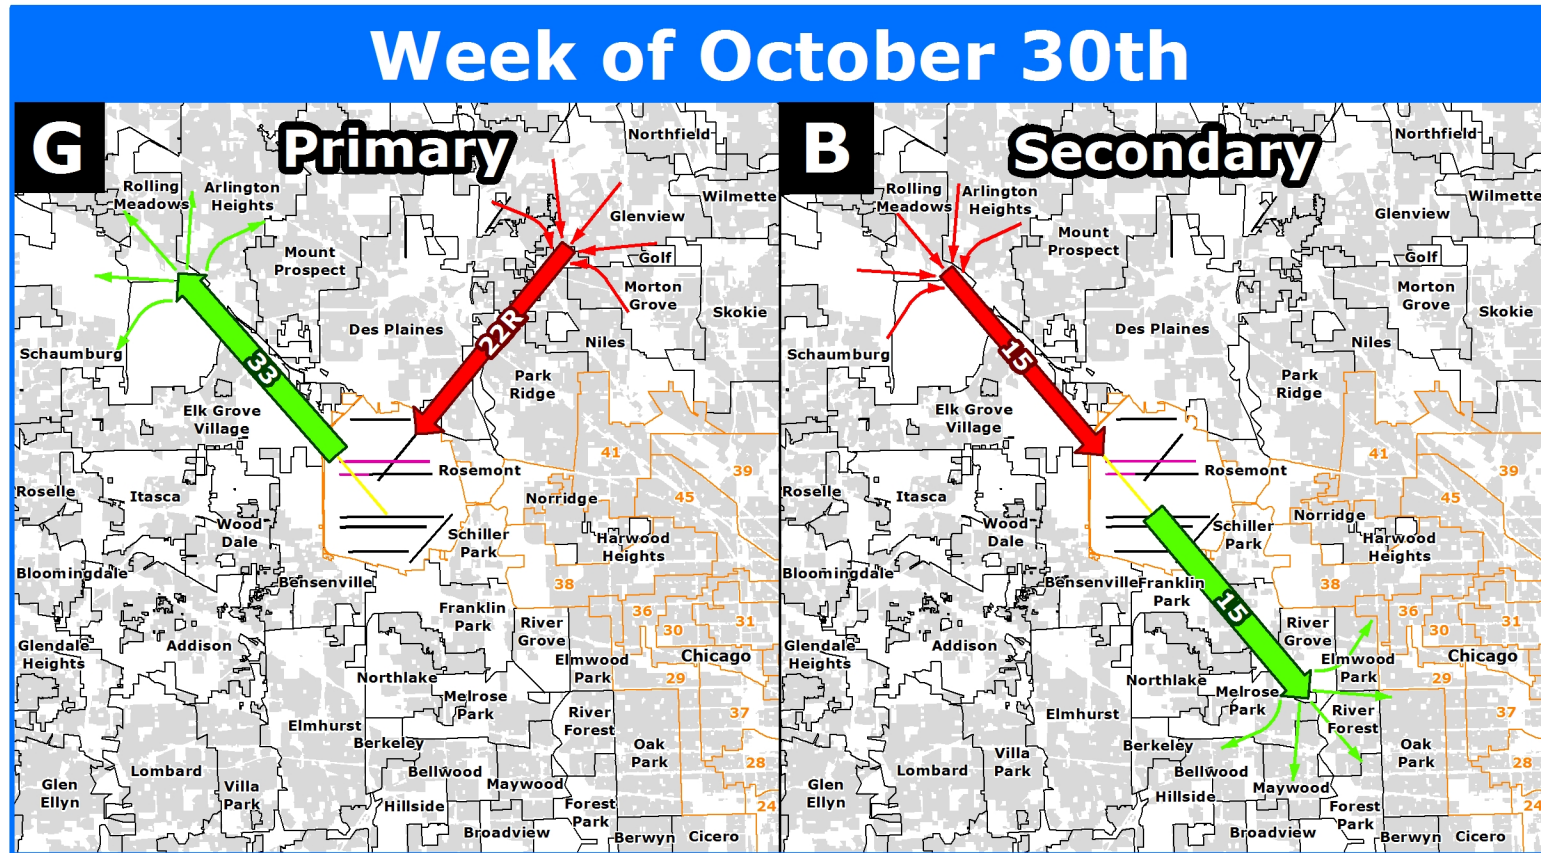 Week of October 30th
G
Primary
Northfield
Rolling
Meadows
Arlington
Heights
Wilmette
Glenview
Mount
Prospect
Golf
Morton
Grove
Skokie
22R
Des Plaines
Niles
Schaumburg
33
Park
Ridge
Elk Grove
Village
41
39
Rosemont
Roselle
Itasca
Norridge
45
Wood
Dale
Schiller
Park
Harwood
Heights
Bloomingdale
Bensenville
38
Franklin
Park
36
River
Grove
30
31
Glendale
Heights
Addison
Chicago
Elmwood
Park
Northlake
29
Melrose
Park
37
Elmhurst
River
Forest
Berkeley
Oak
Park
28
Lombard
Bellwood
Glen
Ellyn
Villa
Park
Maywood
Hillside
Forest
Park
24
Broadview
Berwyn
Cicero
B
Secondary
Northfield
Rolling
Meadows
Arlington
Heights
Wilmette
Glenview
Mount
Prospect
Golf
Morton
Grove
Skokie
Des Plaines
Niles
15
Schaumburg
Park
Ridge
Elk Grove
Village
41
39
Rosemont
Roselle
Itasca
45
Norridge
Wood
Dale
Schiller
Park
Harwood
Heights
Bloomingdale
Bensenville
Franklin
Park
38
15
36
River
Grove
30
31
Glendale
Heights
Addison
Chicago
Elmwood
Park
Northlake
29
Melrose
Park
Elmhurst
River
Forest
37
Berkeley
Oak
Park
Villa
Park
28
Lombard
Bellwood
Glen
Ellyn
Maywood
Hillside
Forest
Park
24
Broadview
Berwyn
Cicero